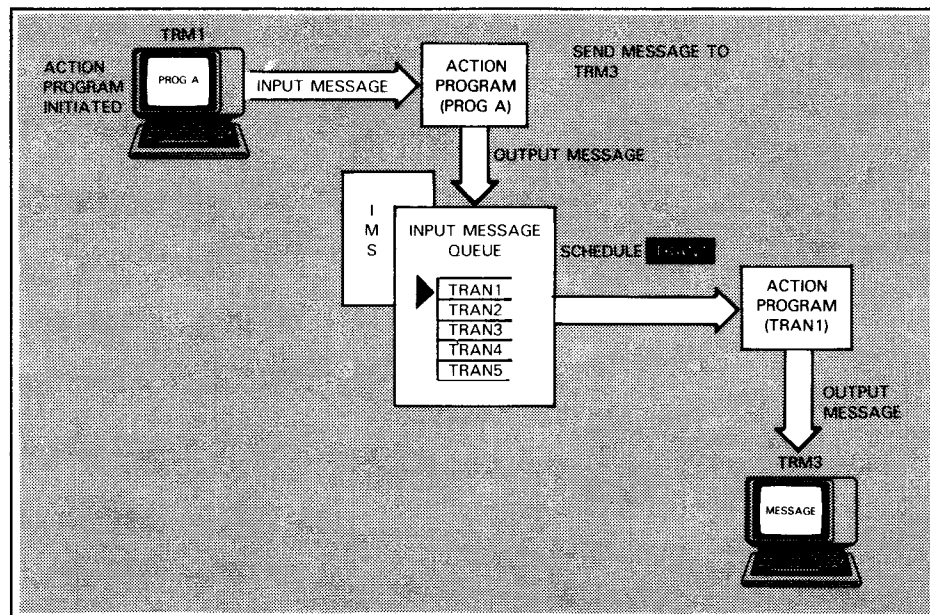 TRM1
ACTION
PROGRAM
INITIATED
PROG A
INPUT MESSAGE
ACTION
PROGRAM
(PROG A)
SEND MESSAGE TO
TRM3
OUTPUT MESSAGE
I
M
S
INPUT MESSAGE
QUEUE
TRAN1
TRAN2
TRAN3
TRAN4
TRAN5
SCHEDULE
ACTION
PROGRAM
(TRAN1)
OUTPUT
MESSAGE
TRM3
MESSAGE